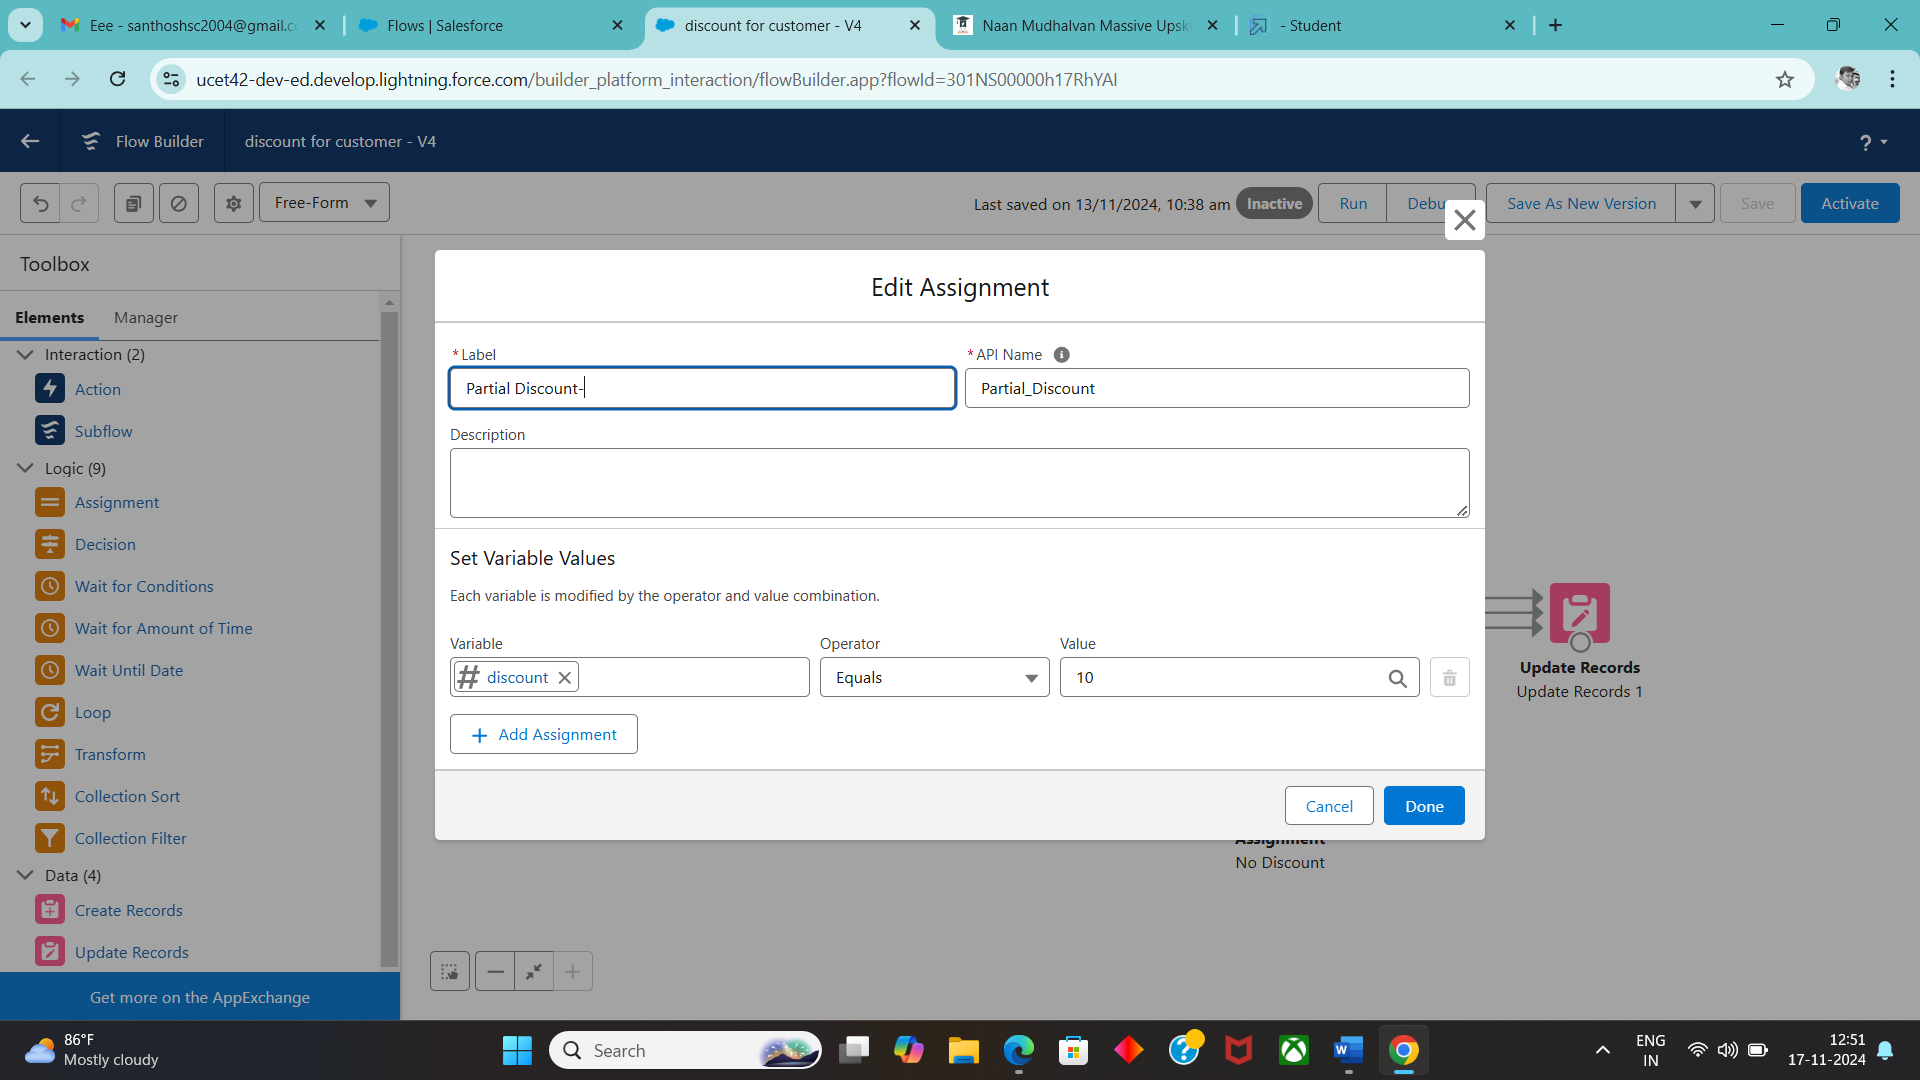 Eee - santhoshsc2004@gmail.cc
Flows | Salesforce
discount for customer - V4
Naan Mudhalvan Massive Upsk
- Student
ucet42-dev-ed.develop.lightning.force.com/builder_platform_interaction/flowBuilder.app?flowId=301NS00000h17RhYAI
Flow Builder
discount for customer - V4
?
Free-Form
Last saved on 13/11/2024, 10:38 am
Inactive
Run
Debu
Save As New Version
Save
Activate
Toolbox
Elements
Manager
Interaction (2)
Action
Subflow
Logic (9)
Assignment
Decision
Wait for Conditions
Wait for Amount of Time
Wait Until Date
Loop
Transform
Collection Sort
Collection Filter
Data (4)
Create Records
Update Records
Get more on the AppExchange
Edit Assignment
*Label
Partial Discount-
*API Name
Partial_Discount
Description
Set Variable Values
Each variable is modified by the operator and value combination.
Variable
discount
Operator
Equals
Value
10
Add Assignment
Cancel
Done
Update Records
Update Records 1
Assignment
No Discount
86°F
Mostly cloudy
Search
ENG
IN
12:51
17-11-2024